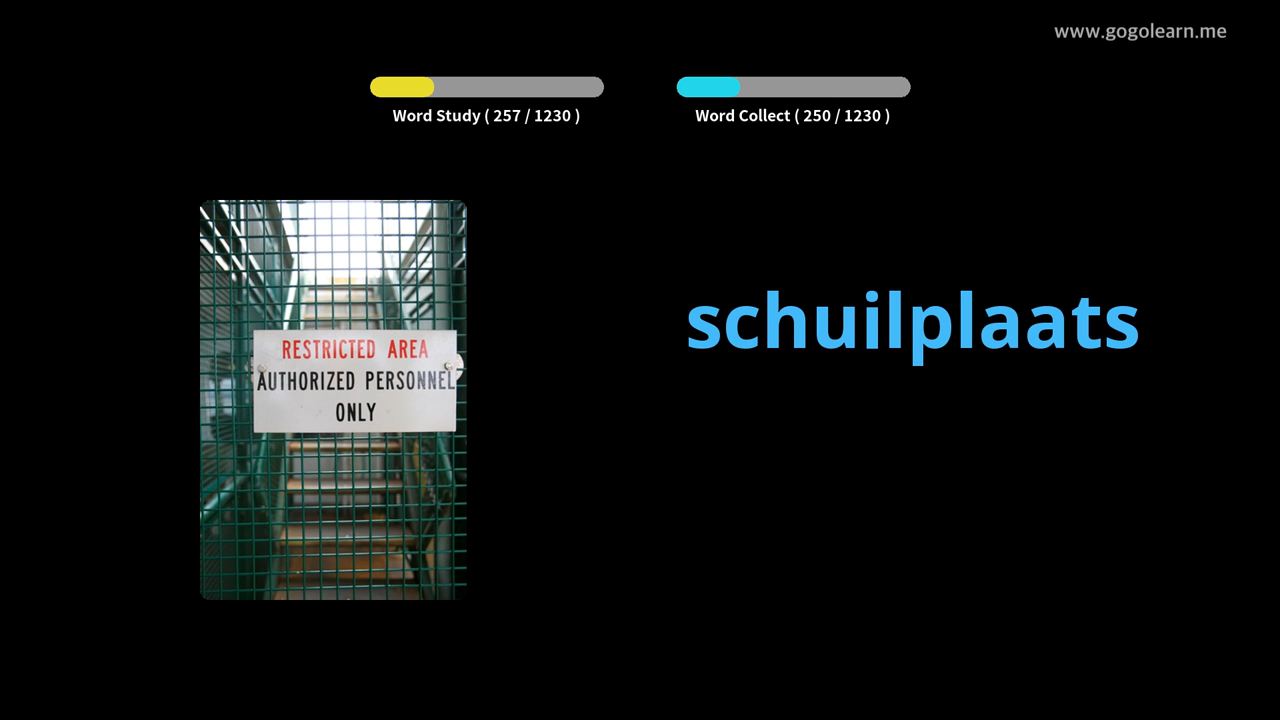 www.gogolearn.me
Word Study ( 257 / 1230 )
Word Collect ( 250 / 1230 )
RESTRICTED AREA
AUTHORIZED PERSONNEL
ONLY
schuilplaats